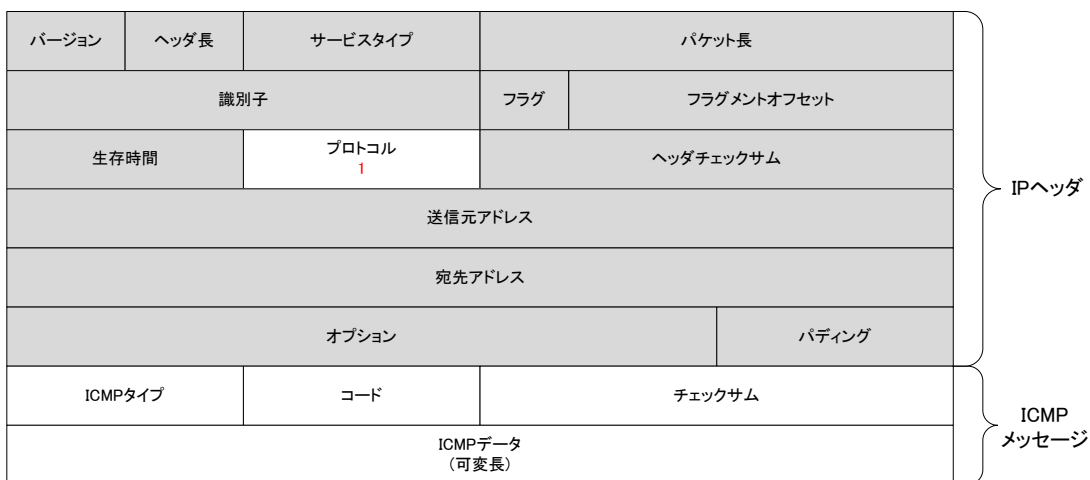 バージョン
ヘッダ長
サービスタイプ
パケット長
識別子
フラグ
フラグメントオフセット
生存時間
プロトコル
1
ヘッダチェックサム
送信元アドレス
宛先アドレス
オプション
パディング
IPヘッダ
ICMPタイプ
コード
チェックサム
ICMPデータ
(可変長)
ICMP
メッセージ